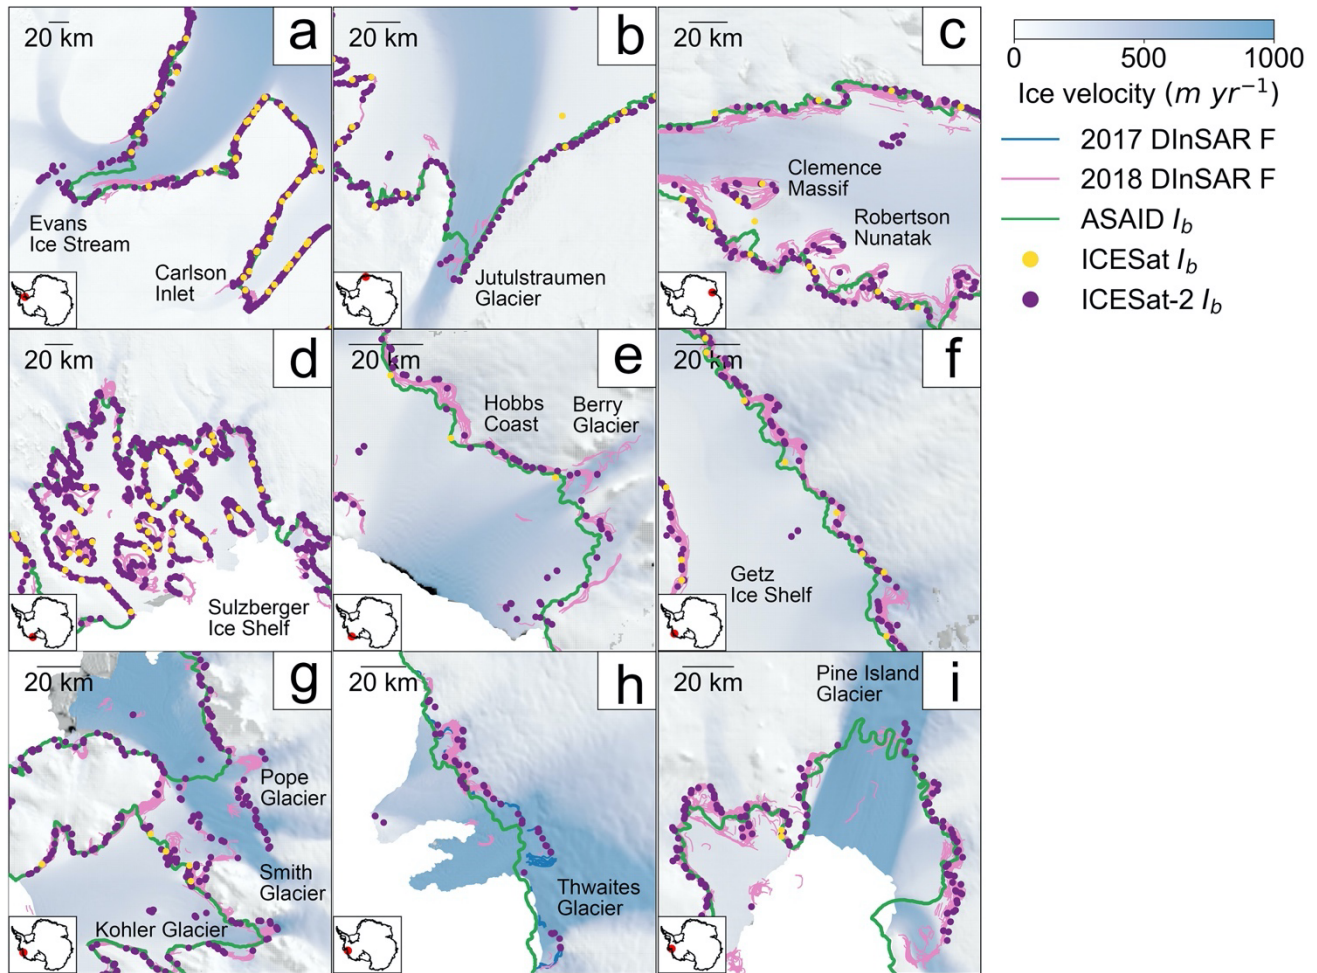 20 km
a
Evans
Ice Stream
Carlson
Inlet
20 km
b
Jutulstraumen
Glacier
20 km
c
Clemence
Massif
Robertson
Nunatak
0 500 1000
Ice velocity (m yr⁻¹)
2017 DInSAR F
2018 DInSAR F
ASAID I_b
ICESat I_b
ICESat-2 I_b
20 km
d
Sulzberger
Ice Shelf
20 km
e
Hobbs
Coast
Berry
Glacier
20 km
f
Getz
Ice Shelf
20 km
g
Pope
Glacier
Smith
Glacier
Kohler Glacier
20 km
h
Thwaites
Glacier
20 km
i
Pine Island
Glacier